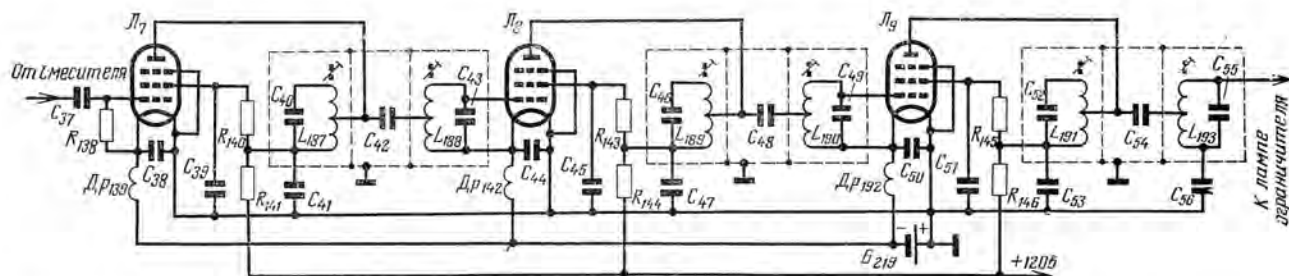 Л7
Л8
Л9
От Ⅰ смесителя
C37
R138
C38
Др139
C39
R140
R141
C40
L187
C41
C42
C43
L188
Др142
C44
C45
R143
R144
C46
L189
C47
C48
C49
L190
Др192
C50
C51
Б219
- +
R145
R146
C52
L191
C53
C54
C55
L193
C56
+120В
К лампе
ограничителя